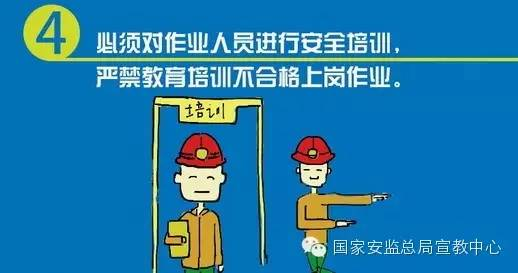 4
必须对作业人员进行安全培训,
严禁教育培训不合格上岗作业。
培训
国家安监总局宣教中心